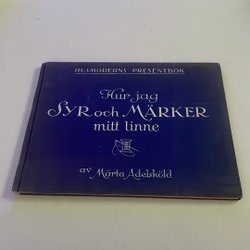 HUSMODERNS PRESENTBOK
Hur jag
SYR och MÄRKER
mitt linne
av Märta Adelsköld